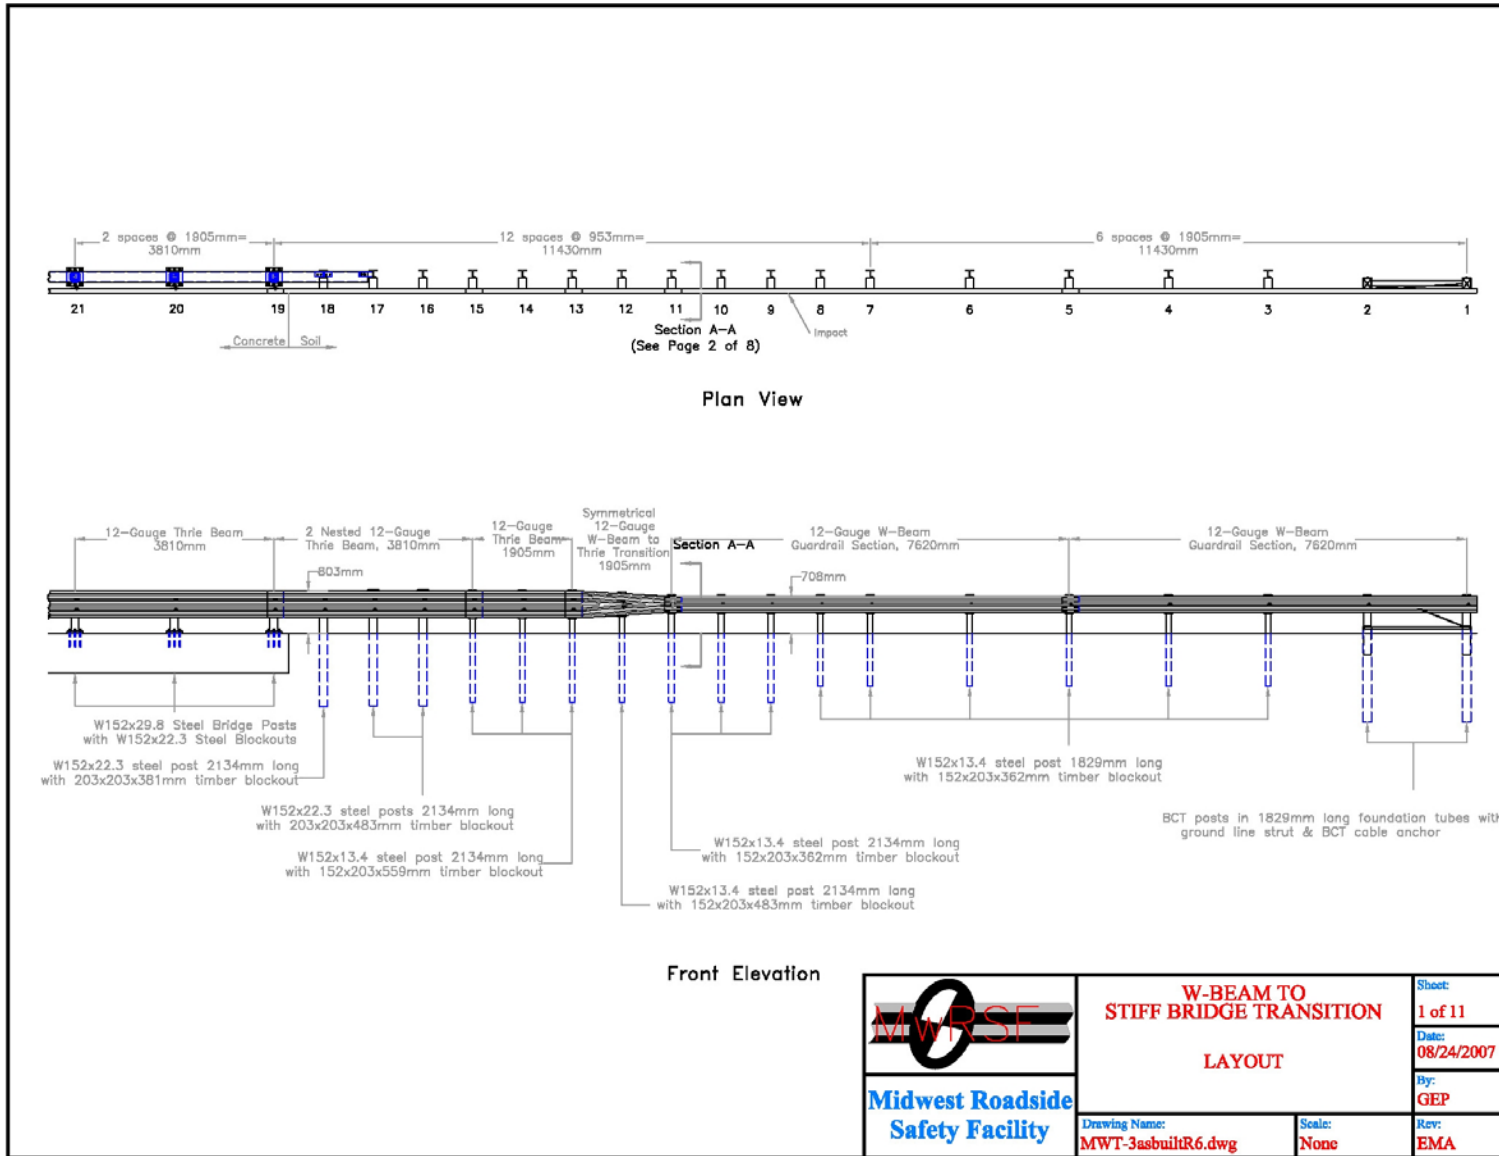 2 spaces @ 1905mm=
3810mm
12 spaces @ 953mm=
11430mm
6 spaces @ 1905mm=
11430mm
21 20 19 18 17 16 15 14 13 12 11 10 9 8 7 6 5 4 3 2 1
Concrete Soil
Section A-A
(See Page 2 of 8)
Impact
Plan View
12-Gauge Thrie Beam
3810mm
2 Nested 12-Gauge
Thrie Beam, 3810mm
12-Gauge
Thrie Beam
1905mm
Symmetrical
12-Gauge
W-Beam to
Thrie Transition
1905mm
Section A-A
12-Gauge W-Beam
Guardrail Section, 7620mm
12-Gauge W-Beam
Guardrail Section, 7620mm
803mm
708mm
W152x29.8 Steel Bridge Posts
with W152x22.3 Steel Blockouts
W152x22.3 steel post 2134mm long
with 203x203x381mm timber blockout
W152x22.3 steel posts 2134mm long
with 203x203x483mm timber blockout
W152x13.4 steel post 2134mm long
with 152x203x559mm timber blockout
W152x13.4 steel post 2134mm long
with 152x203x362mm timber blockout
W152x13.4 steel post 2134mm long
with 152x203x483mm timber blockout
W152x13.4 steel post 1829mm long
with 152x203x362mm timber blockout
BCT posts in 1829mm long foundation tubes with
ground line strut & BCT cable anchor
Front Elevation
MwRSF
Midwest Roadside
Safety Facility
W-BEAM TO
STIFF BRIDGE TRANSITION
LAYOUT
Drawing Name:
MWT-3asbuiltR6.dwg
Scale:
None
Sheet:
1 of 11
Date:
08/24/2007
By:
GEP
Rev:
EMA